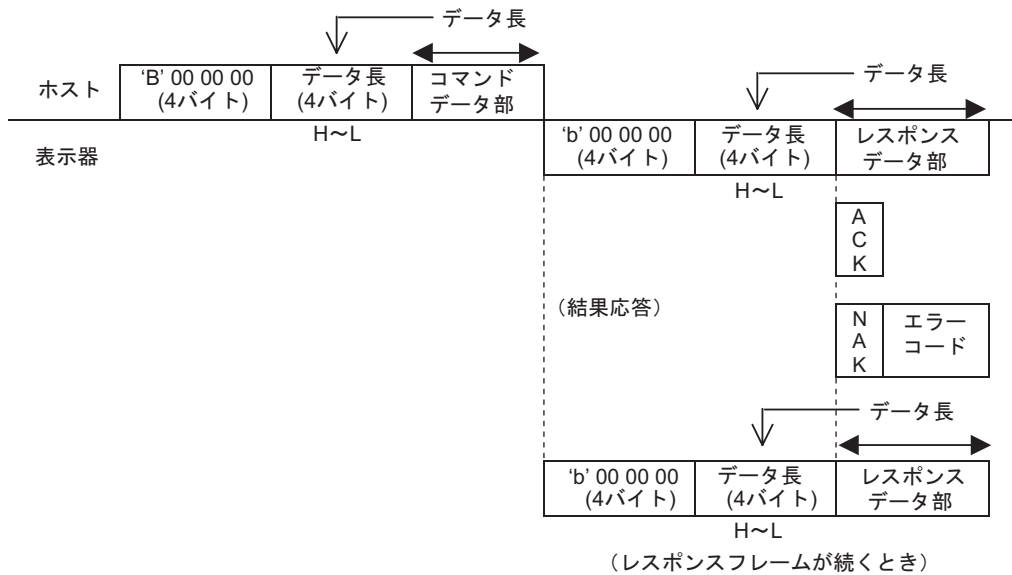 データ長
ホスト
'B' 00 00 00
(4バイト)
データ長
(4バイト)
コマンド
データ部
H～L
データ長
表示器
'b' 00 00 00
(4バイト)
データ長
(4バイト)
レスポンス
データ部
H～L
A
C
K
(結果応答)
N
A
K
エラー
コード
データ長
'b' 00 00 00
(4バイト)
データ長
(4バイト)
レスポンス
データ部
H～L
(レスポンスフレームが続くとき)